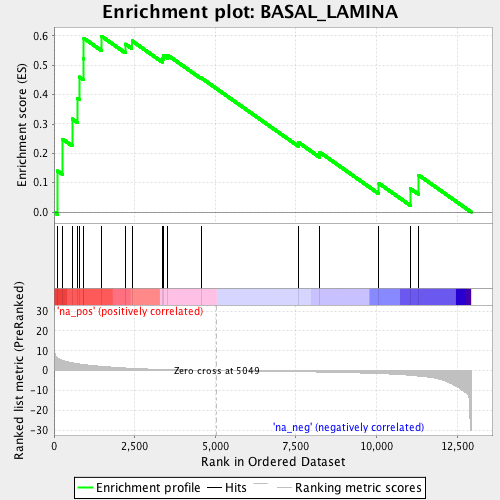 Enrichment plot: BASAL_LAMINA
Enrichment score (ES)
0.6
0.5
0.4
0.3
0.2
0.1
0.0
'na_pos' (positively correlated)
Ranked list metric (PreRanked)
30
20
10
0
-10
-20
-30
Zero cross at 5049
'na_neg' (negatively correlated)
0 2,500 5,000 7,500 10,000 12,500
Rank in Ordered Dataset
Enrichment profile Hits Ranking metric scores